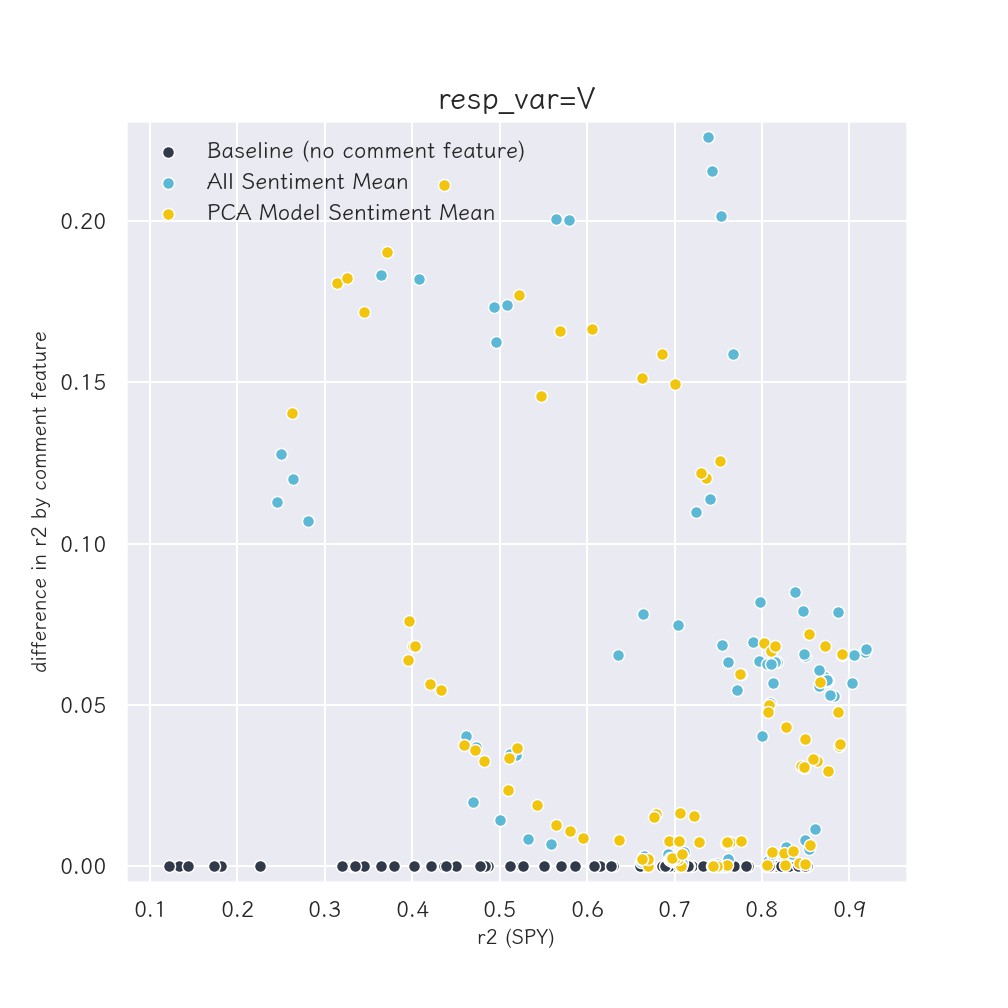 resp_var=V
Baseline (no comment feature)
All Sentiment Mean
PCA Model Sentiment Mean
difference in r2 by comment feature
0.20
0.15
0.10
0.05
0.00
0.1 0.2 0.3 0.4 0.5 0.6 0.7 0.8 0.9
r2 (SPY)